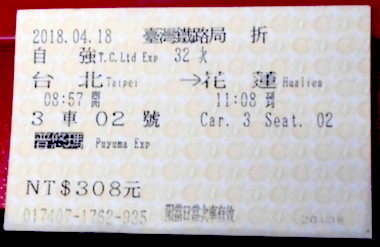 2018.04.18 臺灣鐵路局 折
自 強 T.C.Ltd Exp 32 次
台 北 Taipei →花 蓮 Hualien
08:57 開 11:08 到
3 車 02 號 Car. 3 Seat. 02
普悠瑪 Puyuma Exp
NT$308元
017407-1762-935 限當日當次車有效